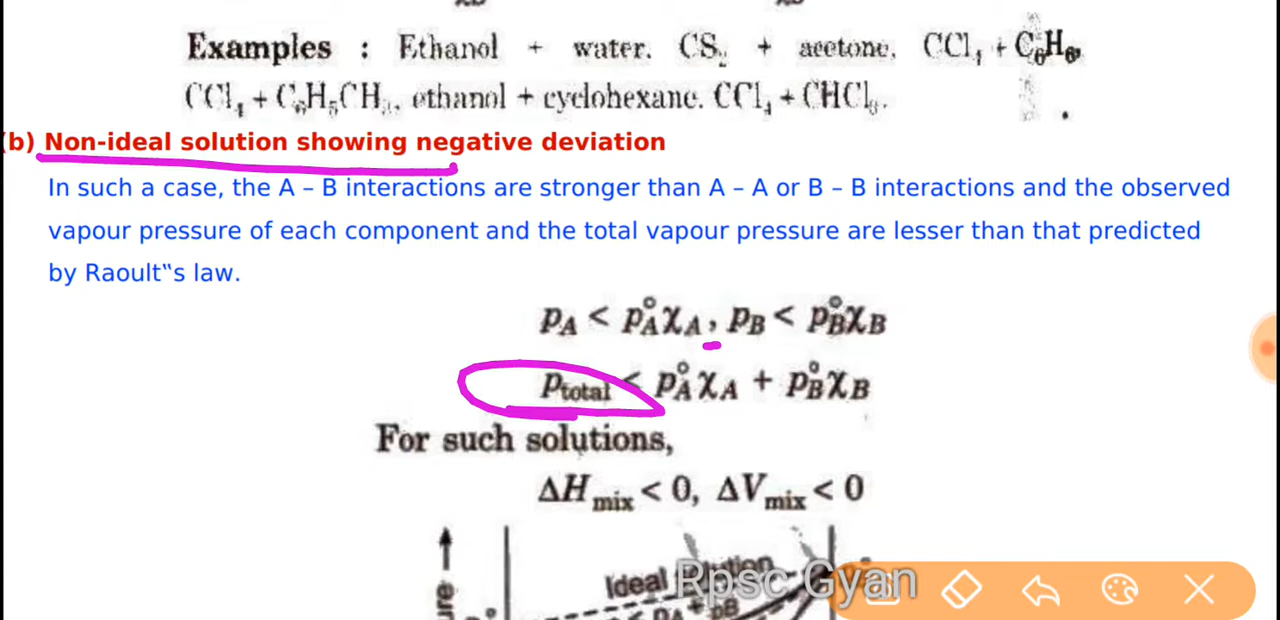 Examples : Ethanol + water. CS₂ + acetone, CCl₄ + C₆H₆,
CCl₄ + C₆H₅CH₃, ethanol + cyclohexane. CCl₄ + CHCl₃.
(b) Non-ideal solution showing negative deviation
In such a case, the A – B interactions are stronger than A – A or B – B interactions and the observed
vapour pressure of each component and the total vapour pressure are lesser than that predicted
by Raoult‟s law.
pA < p°AχA, pB < p°BχB
ptotal < p°AχA + p°BχB
For such solutions,
ΔHmix < 0, ΔVmix < 0
Ideal
Rpsc Gyan
pA + pB